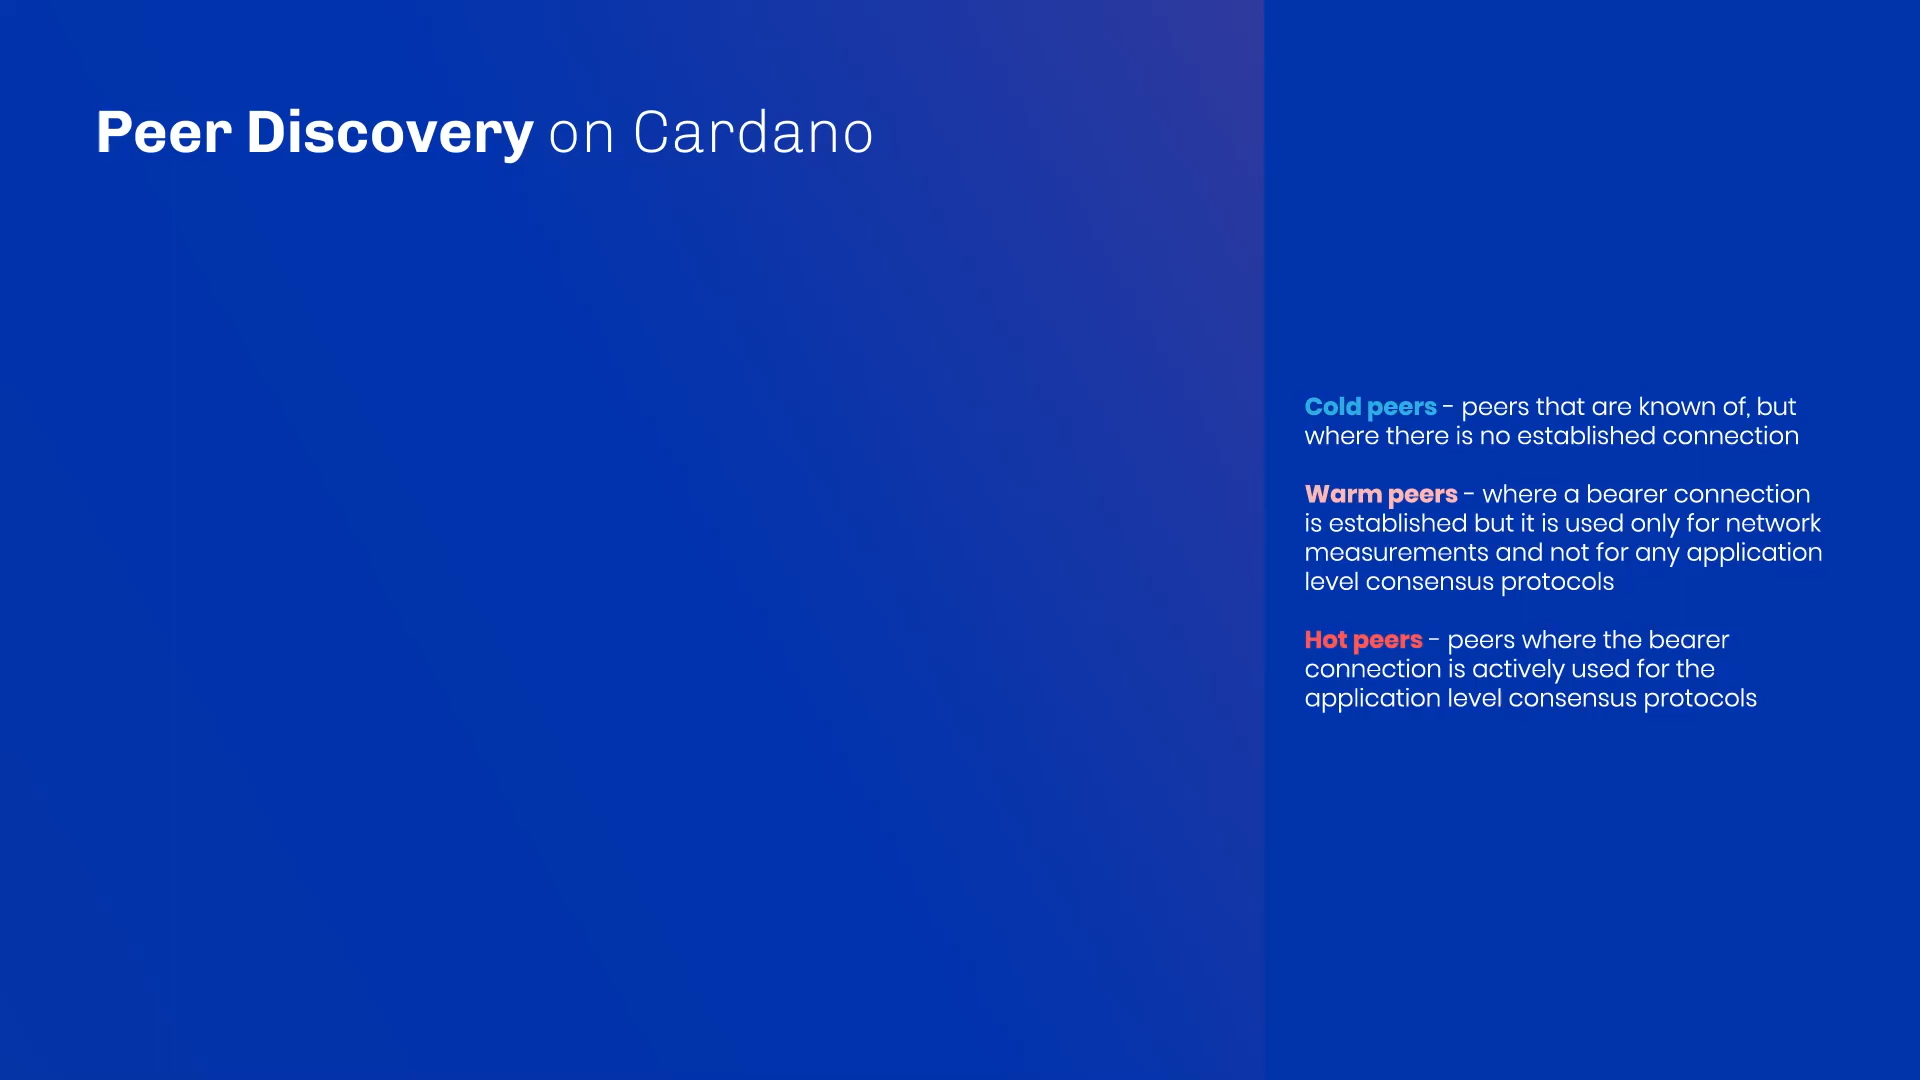 Peer Discovery on Cardano
Cold peers - peers that are known of, but
where there is no established connection
Warm peers - where a bearer connection
is established but it is used only for network
measurements and not for any application
level consensus protocols
Hot peers - peers where the bearer
connection is actively used for the
application level consensus protocols